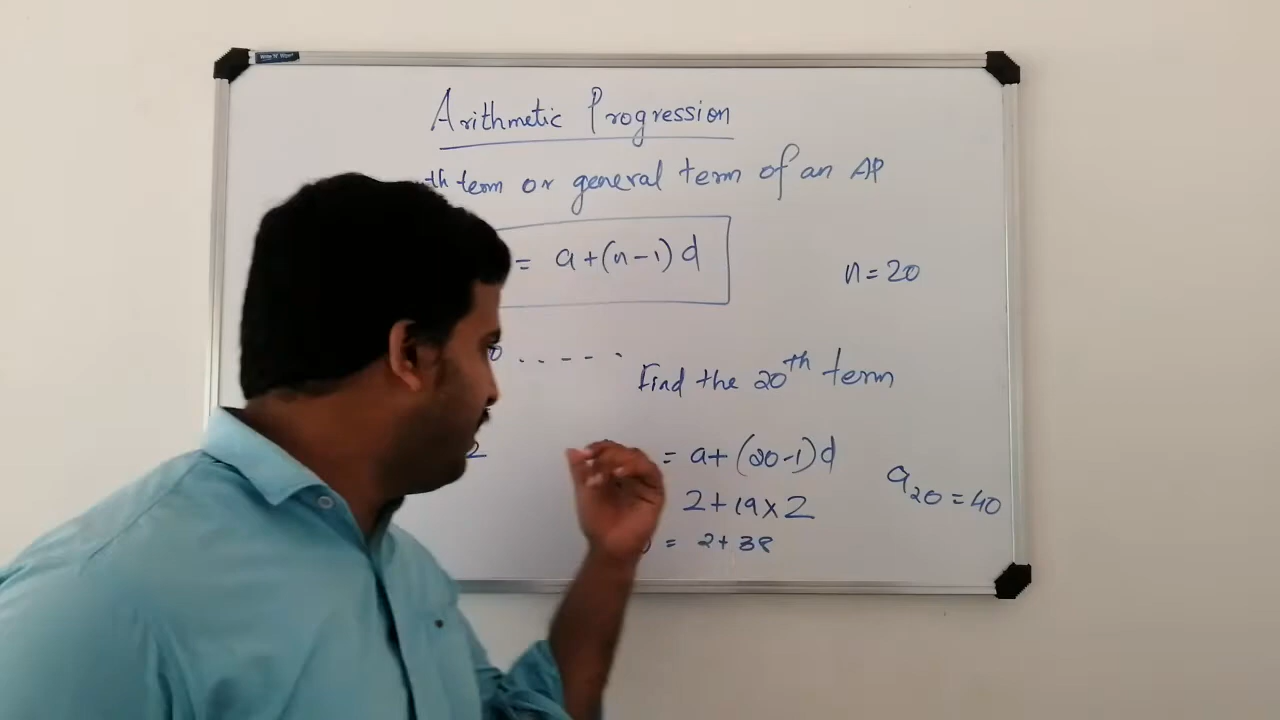 Arithmetic Progression
th term or general term of an AP
= a+(n-1)d
n=20
.....
Find the 20th term
2
= a+(20-1)d
2+19×2
= 2+38
a20=40